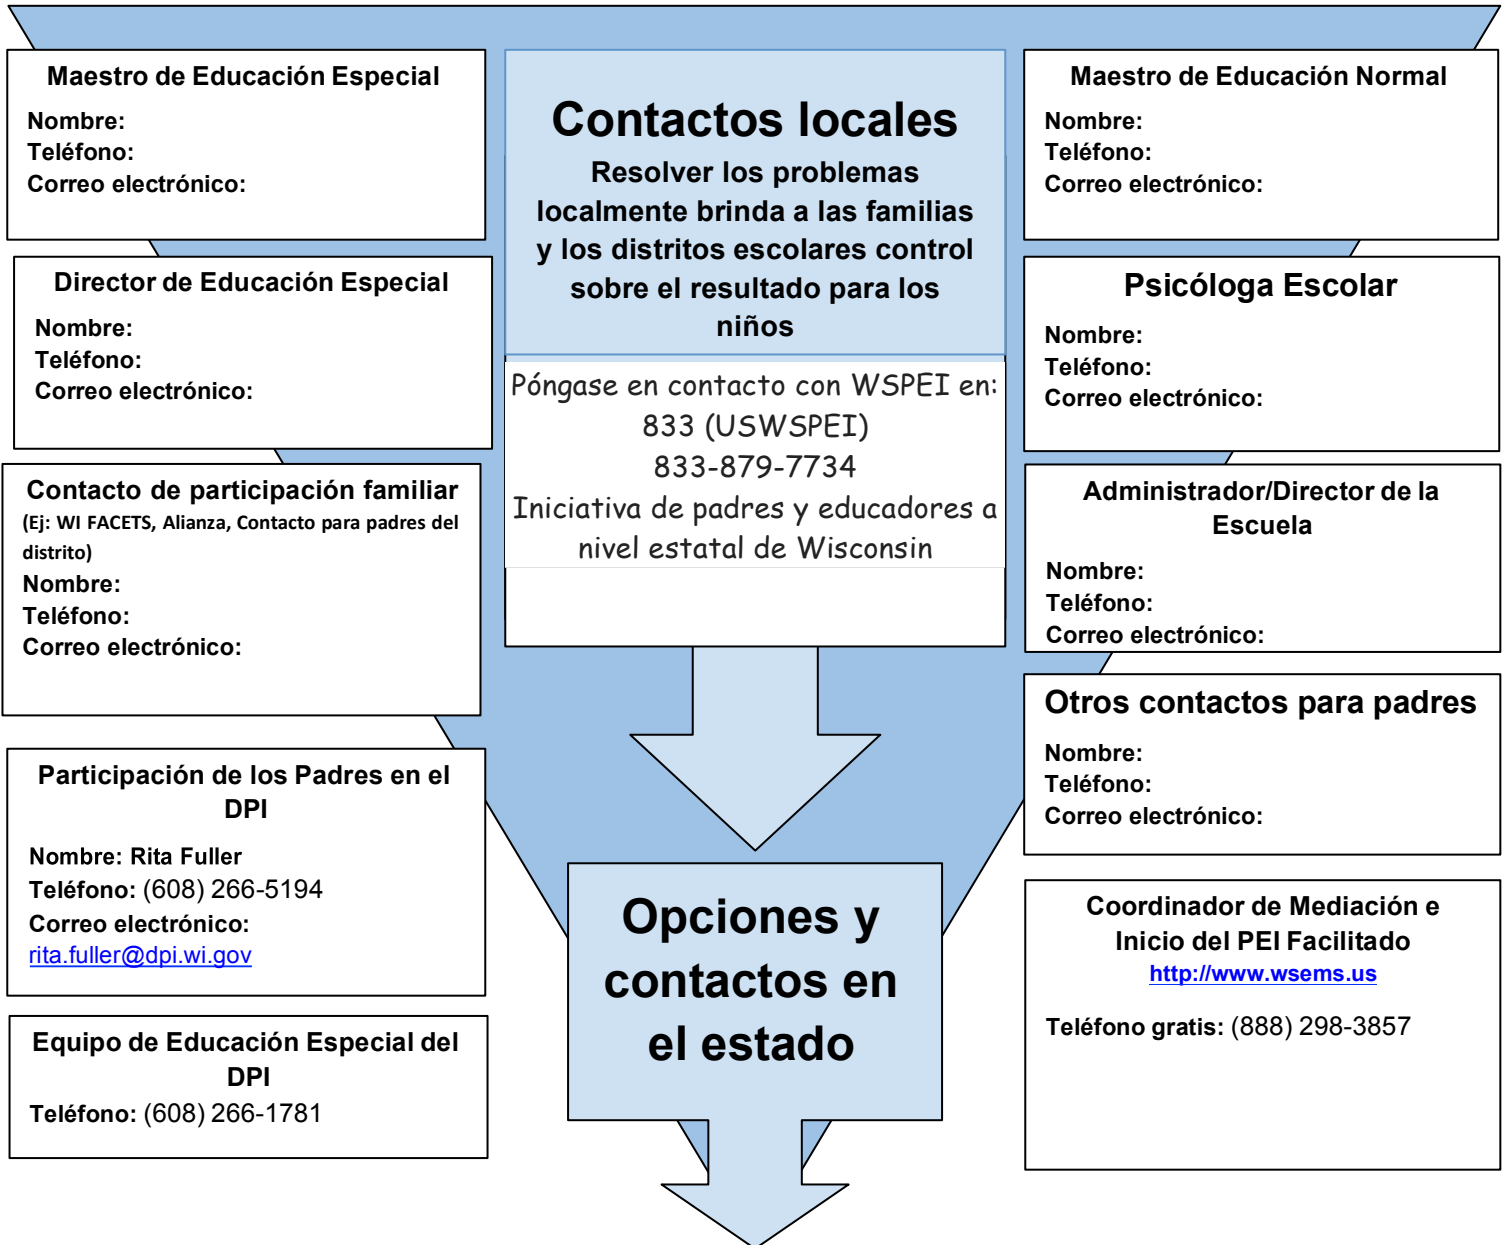 Maestro de Educación Especial
Nombre:
Teléfono:
Correo electrónico:
Director de Educación Especial
Nombre:
Teléfono:
Correo electrónico:
Contacto de participación familiar
(Ej: WI FACETS, Alianza, Contacto para padres del
distrito)
Nombre:
Teléfono:
Correo electrónico:
Participación de los Padres en el
DPI
Nombre: Rita Fuller
Teléfono: (608) 266-5194
Correo electrónico:
rita.fuller@dpi.wi.gov
Equipo de Educación Especial del
DPI
Teléfono: (608) 266-1781
Contactos locales
Resolver los problemas
localmente brinda a las familias
y los distritos escolares control
sobre el resultado para los
niños
Póngase en contacto con WSPEI en:
833 (USWSPEI)
833-879-7734
Iniciativa de padres y educadores a
nivel estatal de Wisconsin
Opciones y
contactos en
el estado
Maestro de Educación Normal
Nombre:
Teléfono:
Correo electrónico:
Psicóloga Escolar
Nombre:
Teléfono:
Correo electrónico:
Administrador/Director de la
Escuela
Nombre:
Teléfono:
Correo electrónico:
Otros contactos para padres
Nombre:
Teléfono:
Correo electrónico:
Coordinador de Mediación e
Inicio del PEI Facilitado
http://www.wsems.us
Teléfono gratis: (888) 298-3857